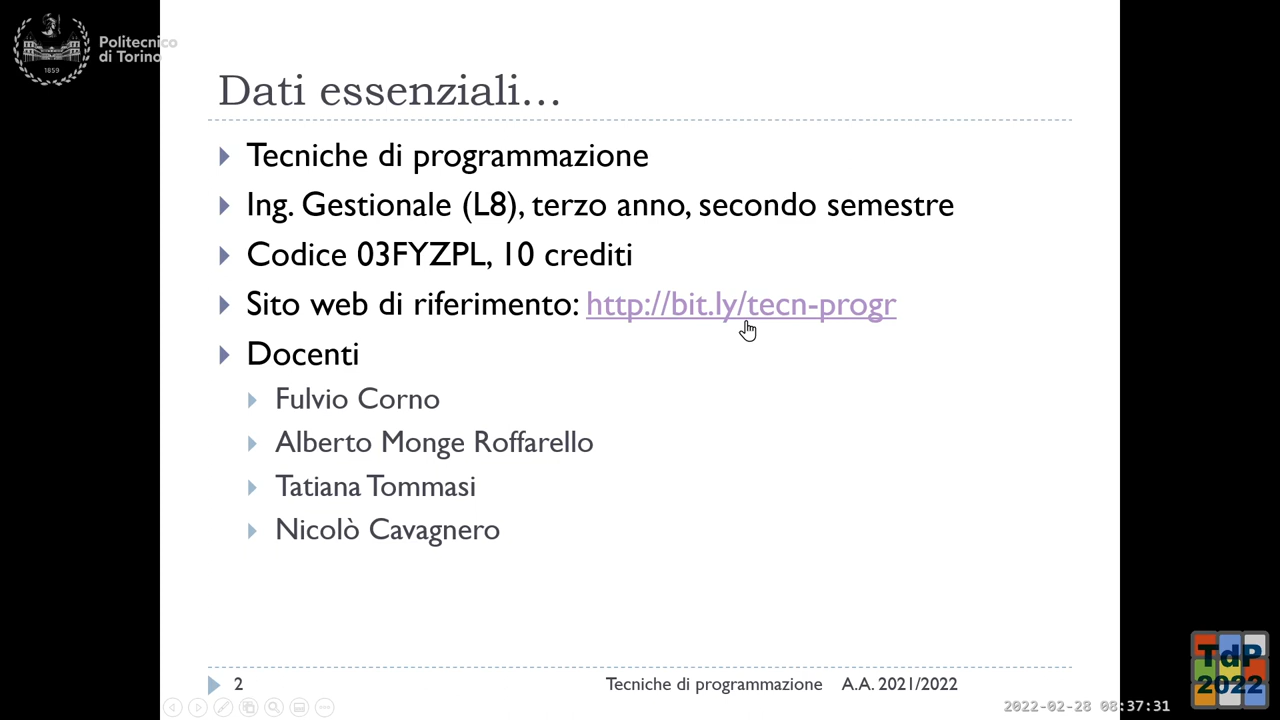 Politecnico
di Torino
1859
Dati essenziali...
Tecniche di programmazione
Ing. Gestionale (L8), terzo anno, secondo semestre
Codice 03FYZPL, 10 crediti
Sito web di riferimento: http://bit.ly/tecn-progr
Docenti
Fulvio Corno
Alberto Monge Roffarello
Tatiana Tommasi
Nicolò Cavagnero
2 Tecniche di programmazione A.A. 2021/2022
TdP
2022
2022-02-28 08:37:31